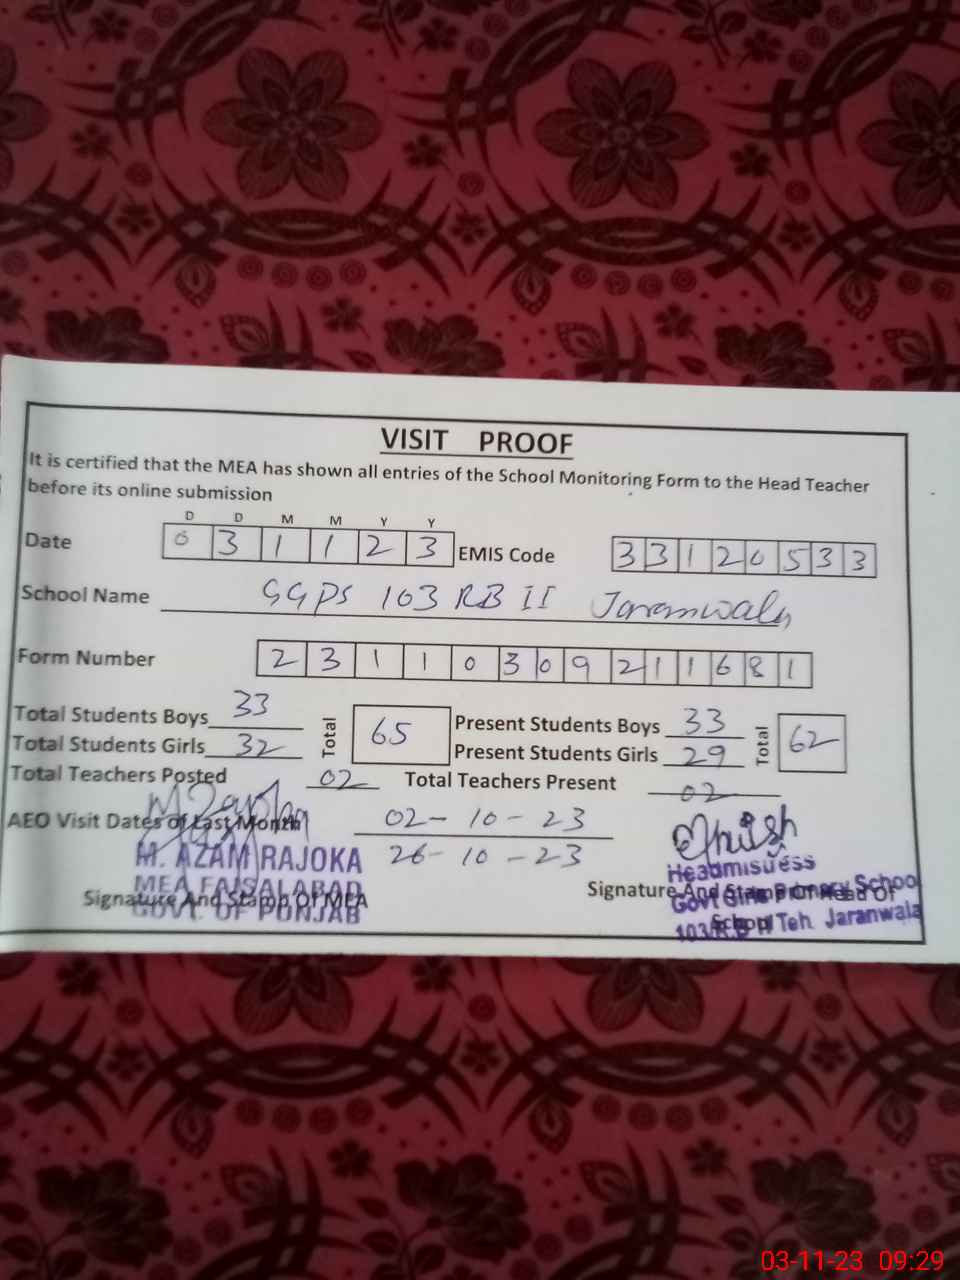 VISIT PROOF
It is certified that the MEA has shown all entries of the School Monitoring Form to the Head Teacher
before its online submission
D D M M Y Y
Date 0 3 1 1 2 3 EMIS Code 3 3 1 2 0 5 3 3
School Name GGPS 103 RB II Jaranwala
Form Number 2 3 1 1 0 3 0 9 2 1 1 6 8 1
Total Students Boys 33 Total 65 Present Students Boys 33 Total 62
Total Students Girls 32 Present Students Girls 29
Total Teachers Posted 02 Total Teachers Present 02
AEO Visit Dates of Last Month 02-10-23
26-10-23
M. AZAM RAJOKA
MEA FAISALABAD
GOVT. OF PUNJAB
Signature And Stamp Of MEA
Headmistress
Govt Girls Primary School
103/R.B II Teh. Jaranwala
Signature And Stamp Of Head Of
School
03-11-23 09:29